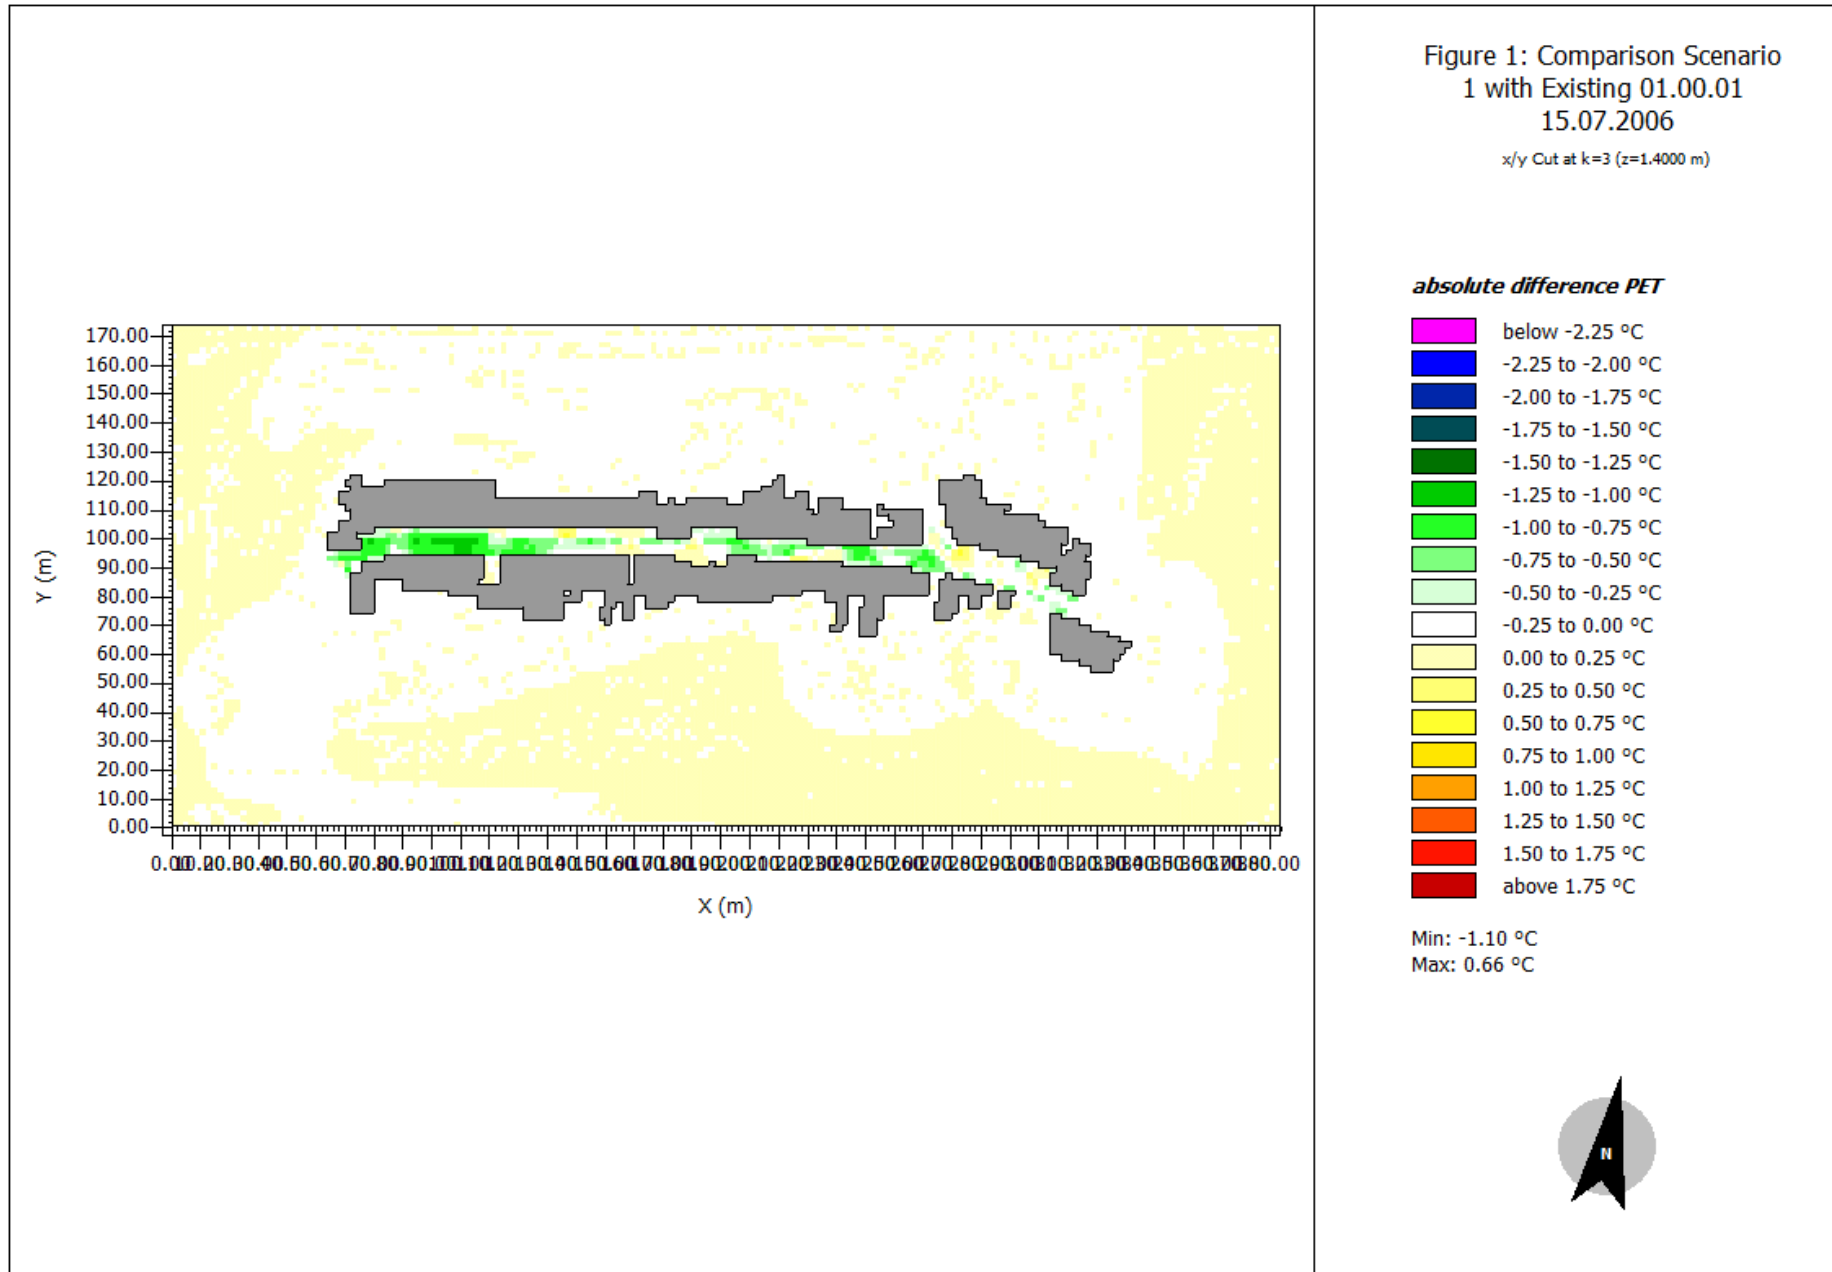 Figure 1: Comparison Scenario
1 with Existing 01.00.01
15.07.2006
x/y Cut at k=3 (z=1.4000 m)
absolute difference PET
below -2.25 °C
-2.25 to -2.00 °C
-2.00 to -1.75 °C
-1.75 to -1.50 °C
-1.50 to -1.25 °C
-1.25 to -1.00 °C
-1.00 to -0.75 °C
-0.75 to -0.50 °C
-0.50 to -0.25 °C
-0.25 to 0.00 °C
0.00 to 0.25 °C
0.25 to 0.50 °C
0.50 to 0.75 °C
0.75 to 1.00 °C
1.00 to 1.25 °C
1.25 to 1.50 °C
1.50 to 1.75 °C
above 1.75 °C
Min: -1.10 °C
Max: 0.66 °C
N
170.00
160.00
150.00
140.00
130.00
120.00
110.00
100.00
90.00
80.00
70.00
60.00
50.00
40.00
30.00
20.00
10.00
0.00
Y (m)
X (m)